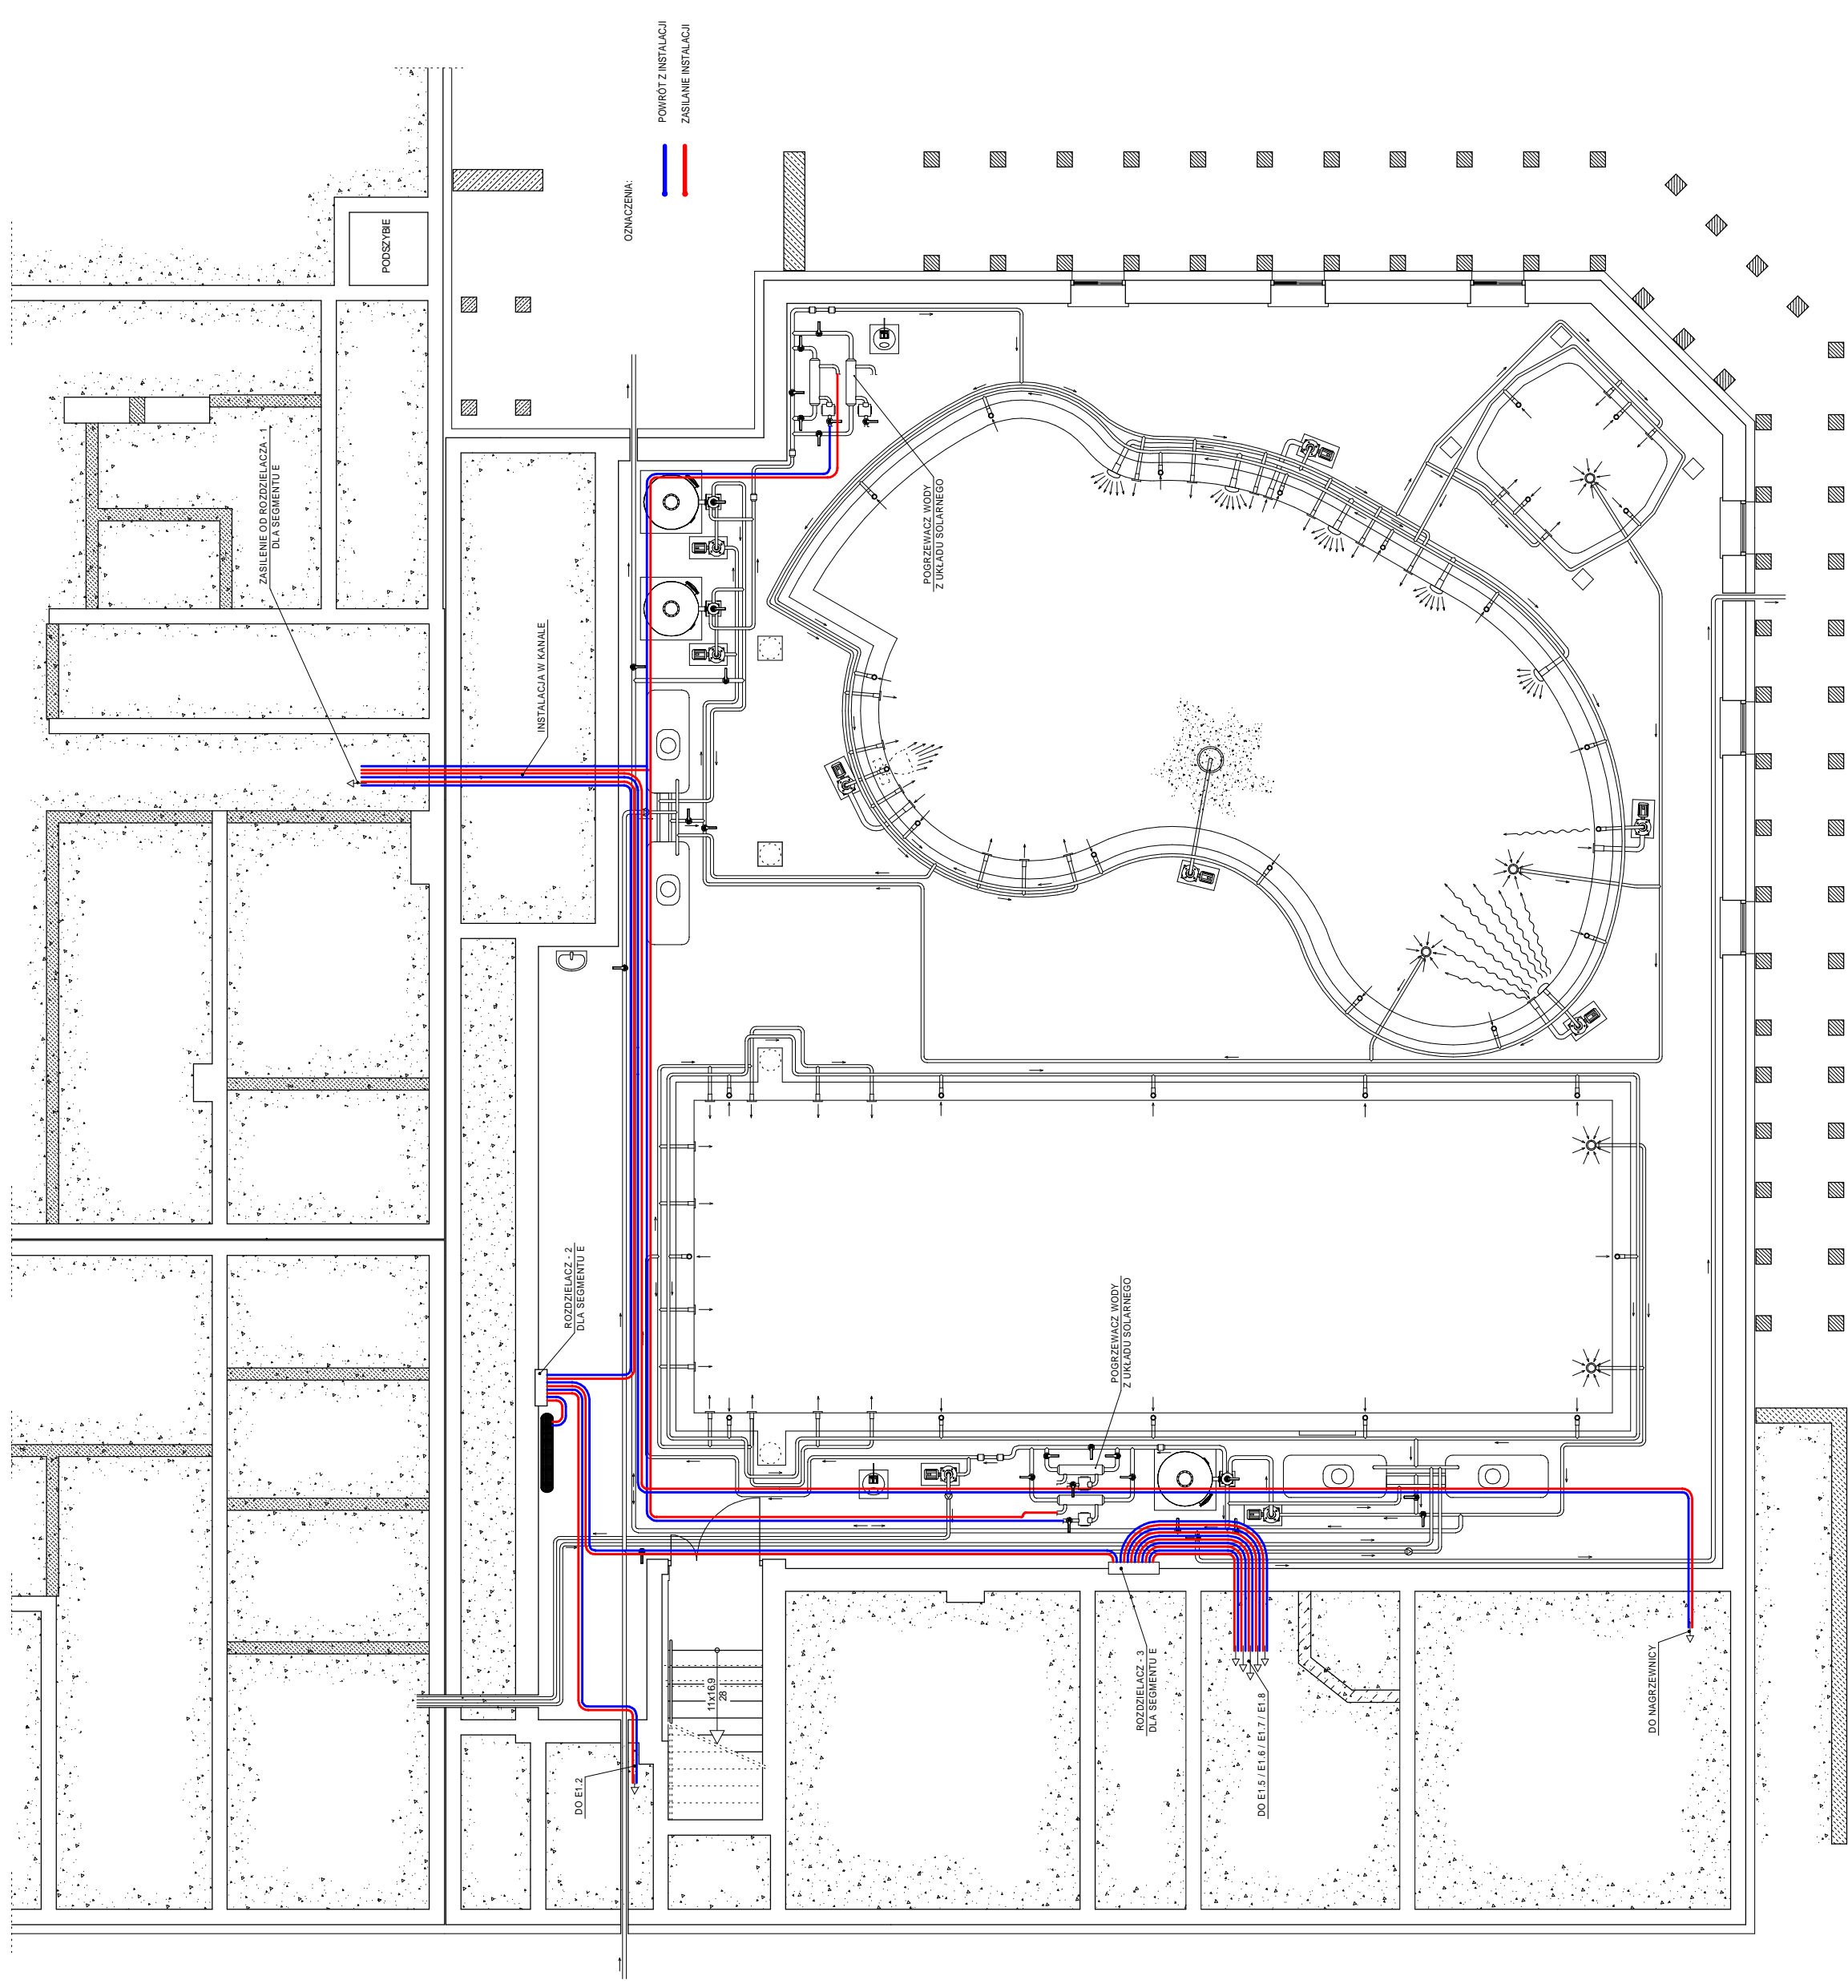 POWRÓT Z INSTALACJI
ZASILANIE INSTALACJI
OZNACZENIA:
PODSZYBIE
ZASILENIE OD ROZDZIELACZA - 1
DLA SEGMENTU E
INSTALACJA W KANALE
POGRZEWACZ WODY
Z UKŁADU SOLARNEGO
ROZDZIELACZ - 2
DLA SEGMENTU E
POGRZEWACZ WODY
Z UKŁADU SOLARNEGO
11x16.9
28
ROZDZIELACZ - 3
DLA SEGMENTU E
DO E1.2
DO E1.5 / E1.6 / E1.7 / E1.8
DO NAGRZEWNICY